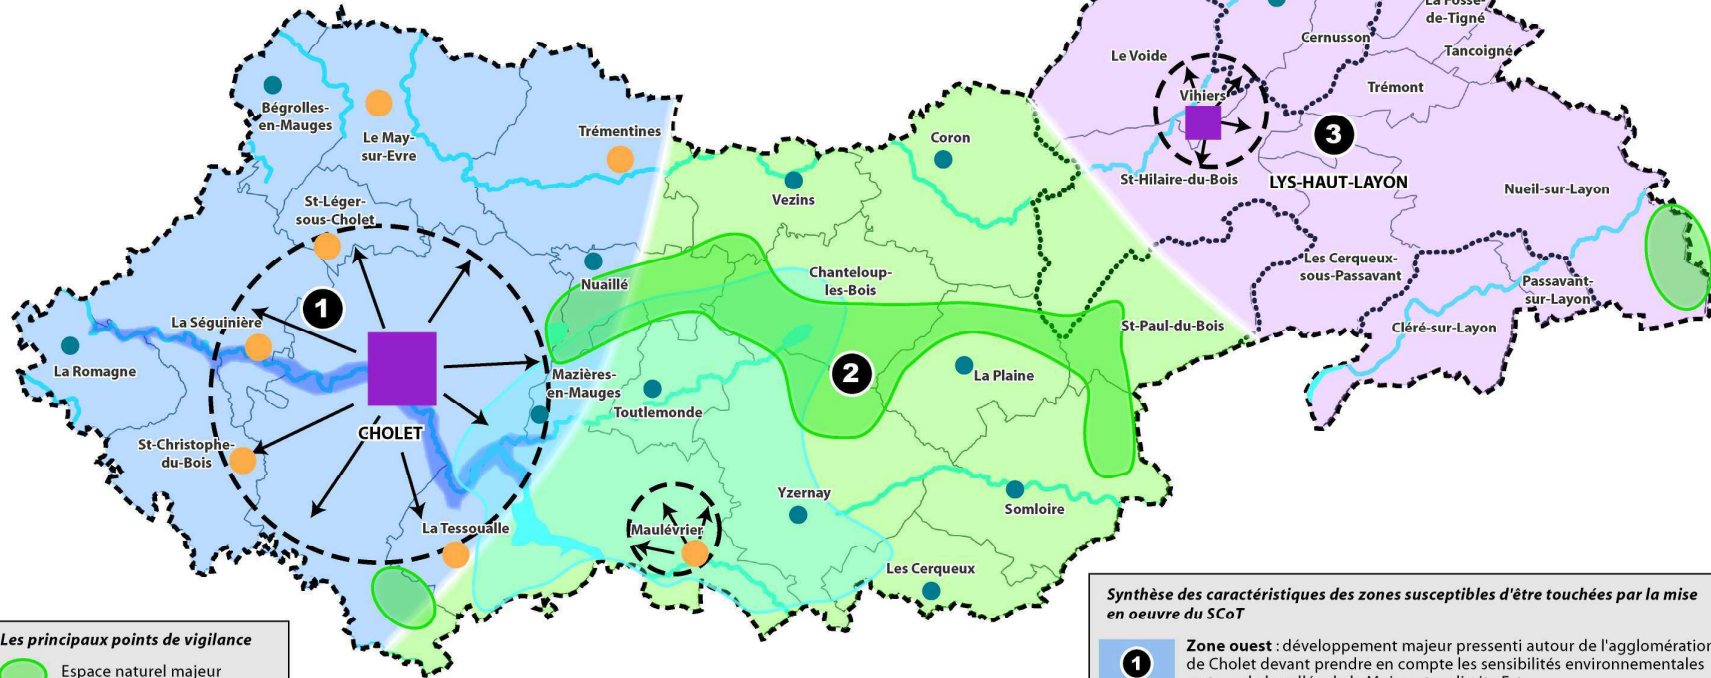 La Fosse-
de-Tigné
Cernusson
Tancoigné
Le Voide
Trémont
Vihiers
3
Bégrolles-
en-Mauges
Le May-
sur-Evre
Trémentines
Coron
Vezins
St-Hilaire-du-Bois
LYS-HAUT-LAYON
Nueil-sur-Layon
St-Léger-
sous-Cholet
Nuaillé
Chanteloup-
les-Bois
Les Cerqueux-
sous-Passavant
Passavant-
sur-Layon
1
La Séguinière
St-Paul-du-Bois
Cléré-sur-Layon
La Romagne
Mazières-
en-Mauges
2
La Plaine
Toutlemonde
CHOLET
St-Christophe-
du-Bois
Yzernay
Somloire
La Tessoualle
Maulévrier
Les Cerqueux
Les principaux points de vigilance
Espace naturel majeur
Synthèse des caractéristiques des zones susceptibles d'être touchées par la mise
en oeuvre du SCoT
1
Zone ouest : développement majeur pressenti autour de l'agglomération
de Cholet devant prendre en compte les sensibilités environnementales